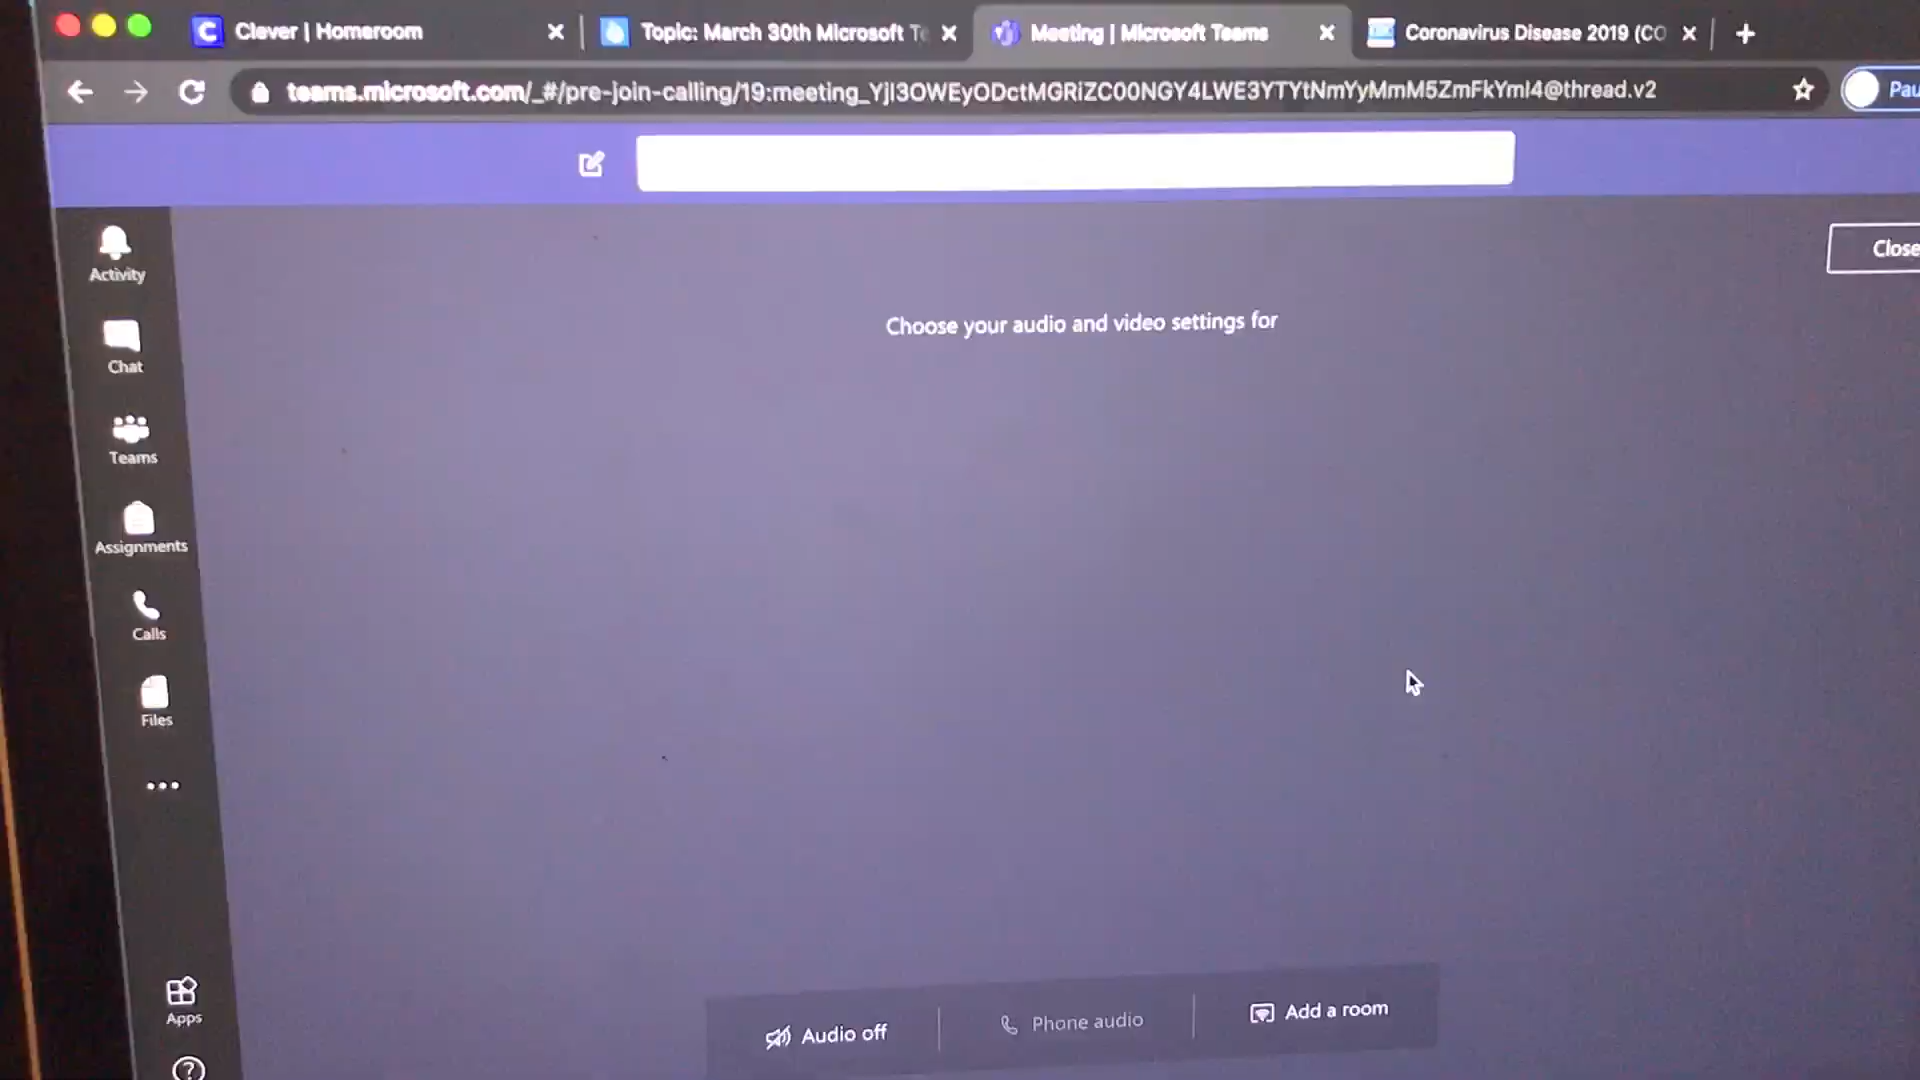 Clever | Homeroom
Topic: March 30th Microsoft Te
Meeting | Microsoft Teams
Coronavirus Disease 2019 (CO
teams.microsoft.com/_#/pre-join-calling/19:meeting_YjI3OWEyODctMGRiZC00NGY4LWE3YTYtNmYyMmM5ZmFkYmI4@thread.v2
Pau
Close
Activity
Choose your audio and video settings for
Chat
Teams
Assignments
Calls
Files
Apps
Audio off
Phone audio
Add a room